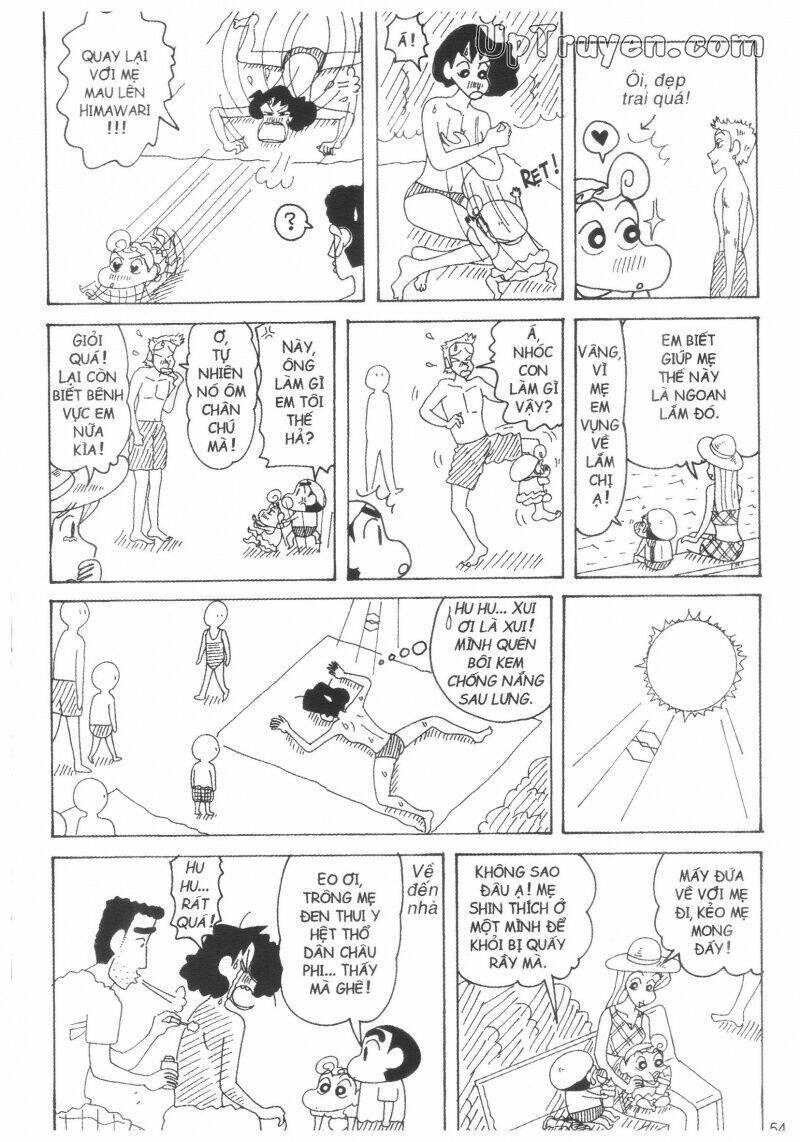 UpTruyen.com
Ôi, đẹp
trai quá!
Á!
RẸT!
QUAY LẠI
VỚI MẸ
MAU LÊN
HIMAWARI
!!!
?
EM BIẾT
GIÚP MẸ
THẾ NÀY
LÀ NGOAN
LẮM ĐÓ.
VÂNG,
VÌ
MẸ
EM
VỤNG
VỀ
LẮM
CHỊ
Ạ!
Á,
NHÓC
CON
LÀM GÌ
VẬY?
NÀY,
ÔNG
LÀM GÌ
EM TÔI
THẾ
HẢ?
Ơ,
TỰ
NHIÊN
NÓ ÔM
CHÂN
CHÚ
MÀ!
GIỎI
QUÁ!
LẠI CÒN
BIẾT BÊNH
VỰC EM
NỮA
KÌA!
HU HU... XUI
ƠI LÀ XUI!
MÌNH QUÊN
BÔI KEM
CHỐNG NẮNG
SAU LƯNG.
MẤY ĐỨA
VỀ VỚI MẸ
ĐI, KẺO MẸ
MONG
ĐẤY!
KHÔNG SAO
ĐÂU Ạ! MẸ
SHIN THÍCH Ở
MỘT MÌNH ĐỂ
KHỎI BỊ QUẤY
RẦY MÀ.
Về
đến
nhà
EO ƠI,
TRÔNG MẸ
ĐEN THUI Y
HỆT THỔ
DÂN CHÂU
PHI... THẤY
MÀ GHÊ!
HU
HU...
RÁT
QUÁ!
54